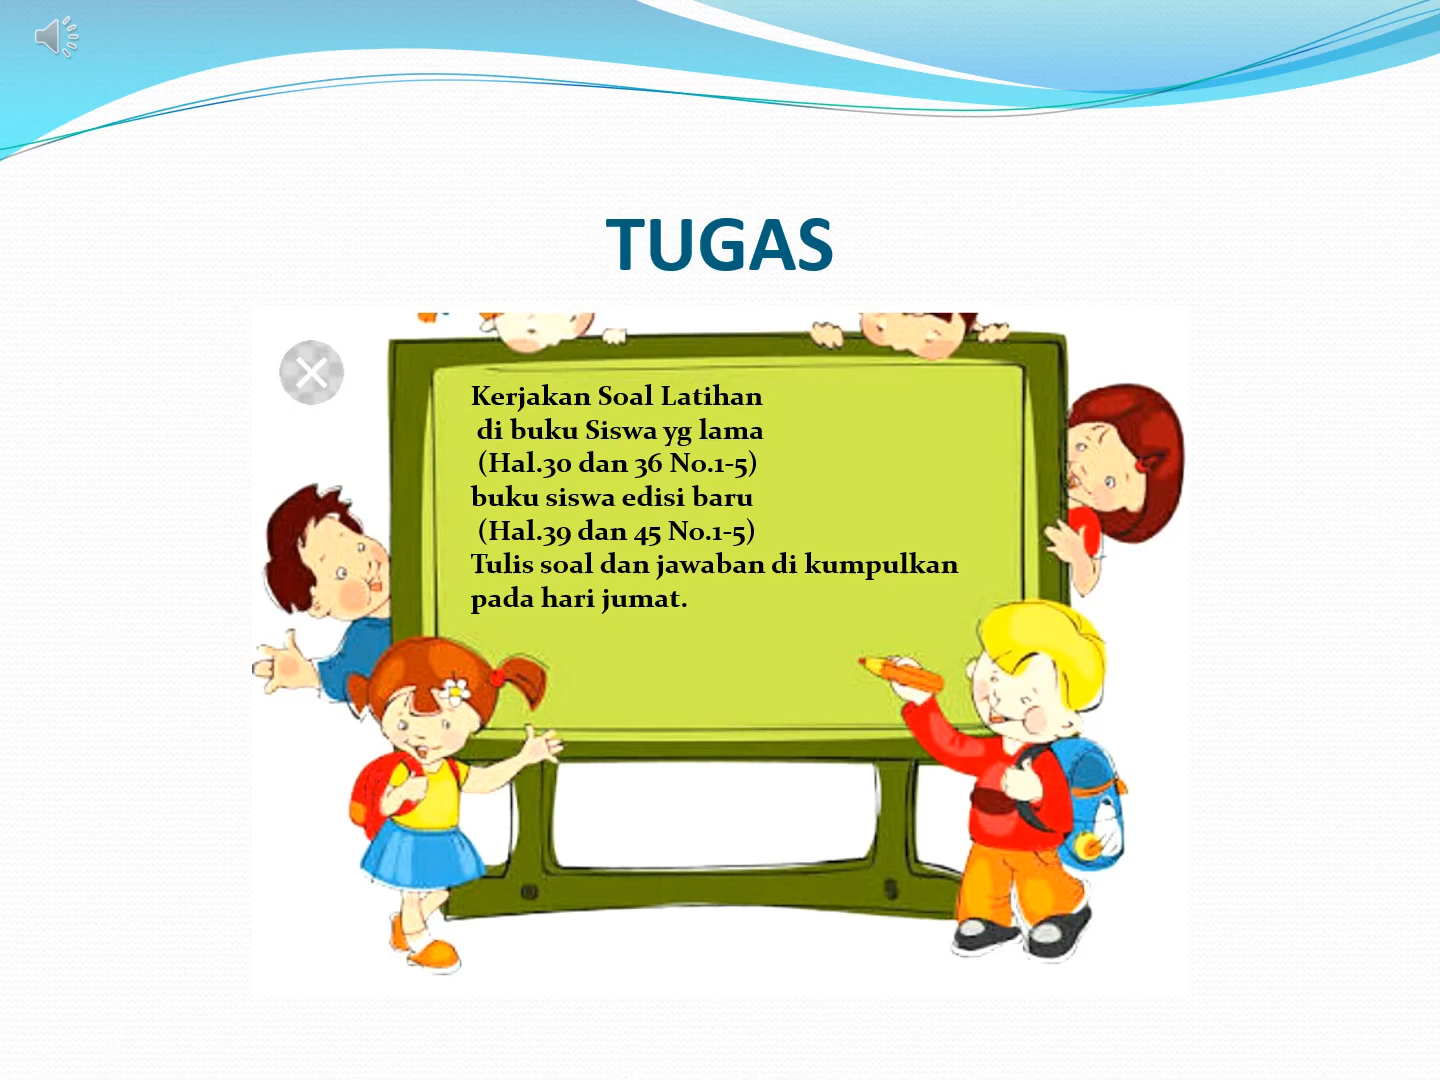 TUGAS
Kerjakan Soal Latihan
di buku Siswa yg lama
(Hal.30 dan 36 No.1-5)
buku siswa edisi baru
(Hal.39 dan 45 No.1-5)
Tulis soal dan jawaban di kumpulkan
pada hari jumat.